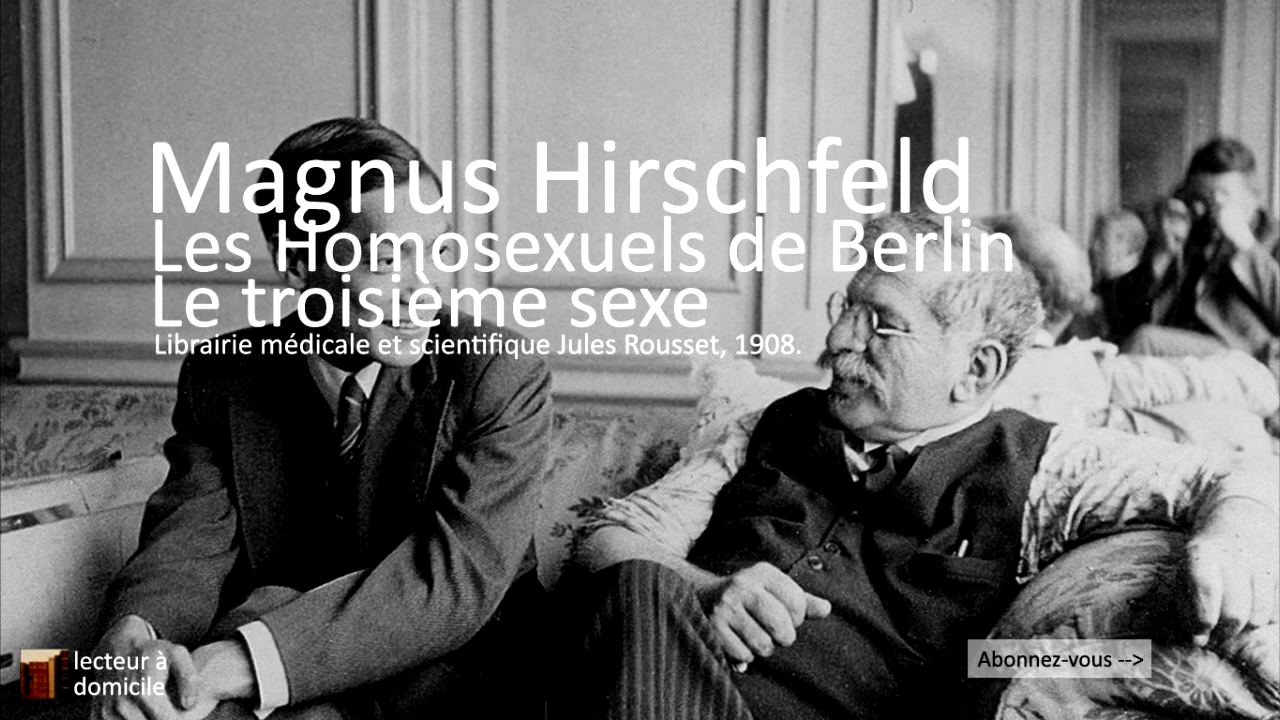 Magnus Hirschfeld
Les Homosexuels de Berlin
Le troisième sexe
Librairie médicale et scientifique Jules Rousset, 1908.
lecteur à
domicile
Abonnez-vous -->